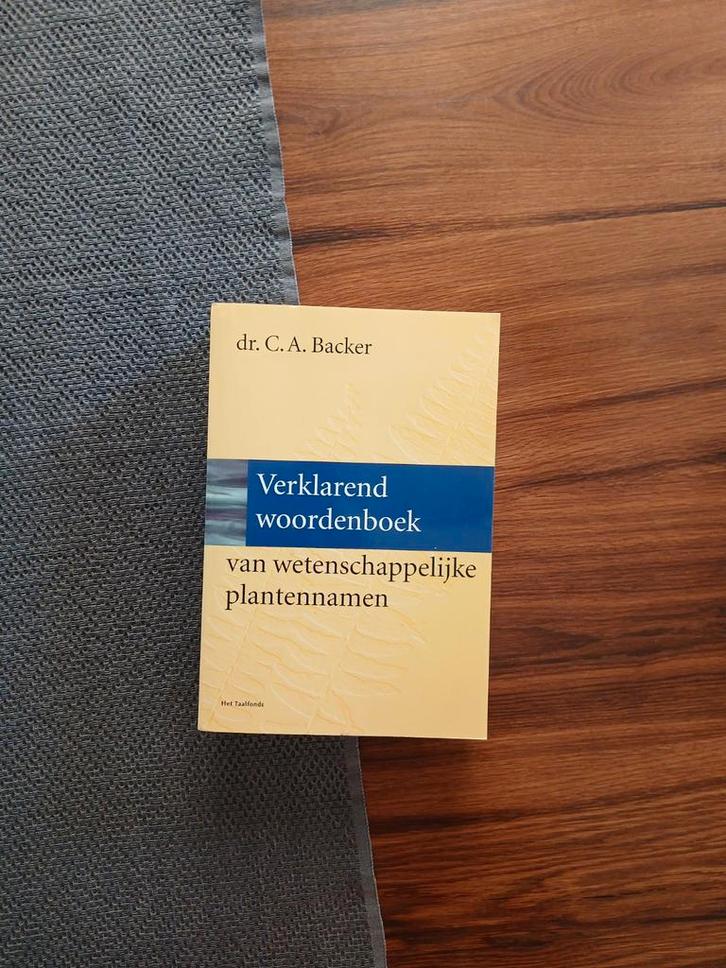 dr. C. A. Backer
Verklarend
woordenboek
van wetenschappelijke
plantennamen
Het Taalfonds